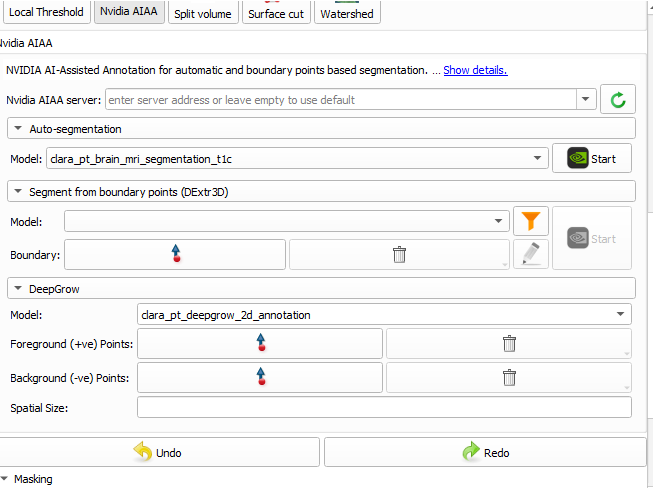 Local Threshold
Nvidia AIAA
Split volume
Surface cut
Watershed
Nvidia AIAA
NVIDIA AI-Assisted Annotation for automatic and boundary points based segmentation. ... Show details.
Nvidia AIAA server: enter server address or leave empty to use default
Auto-segmentation
Model: clara_pt_brain_mri_segmentation_t1c Start
Segment from boundary points (DExtr3D)
Model:
Start
Boundary:
DeepGrow
Model: clara_pt_deepgrow_2d_annotation
Foreground (+ve) Points:
Background (-ve) Points:
Spatial Size:
Undo Redo
Masking